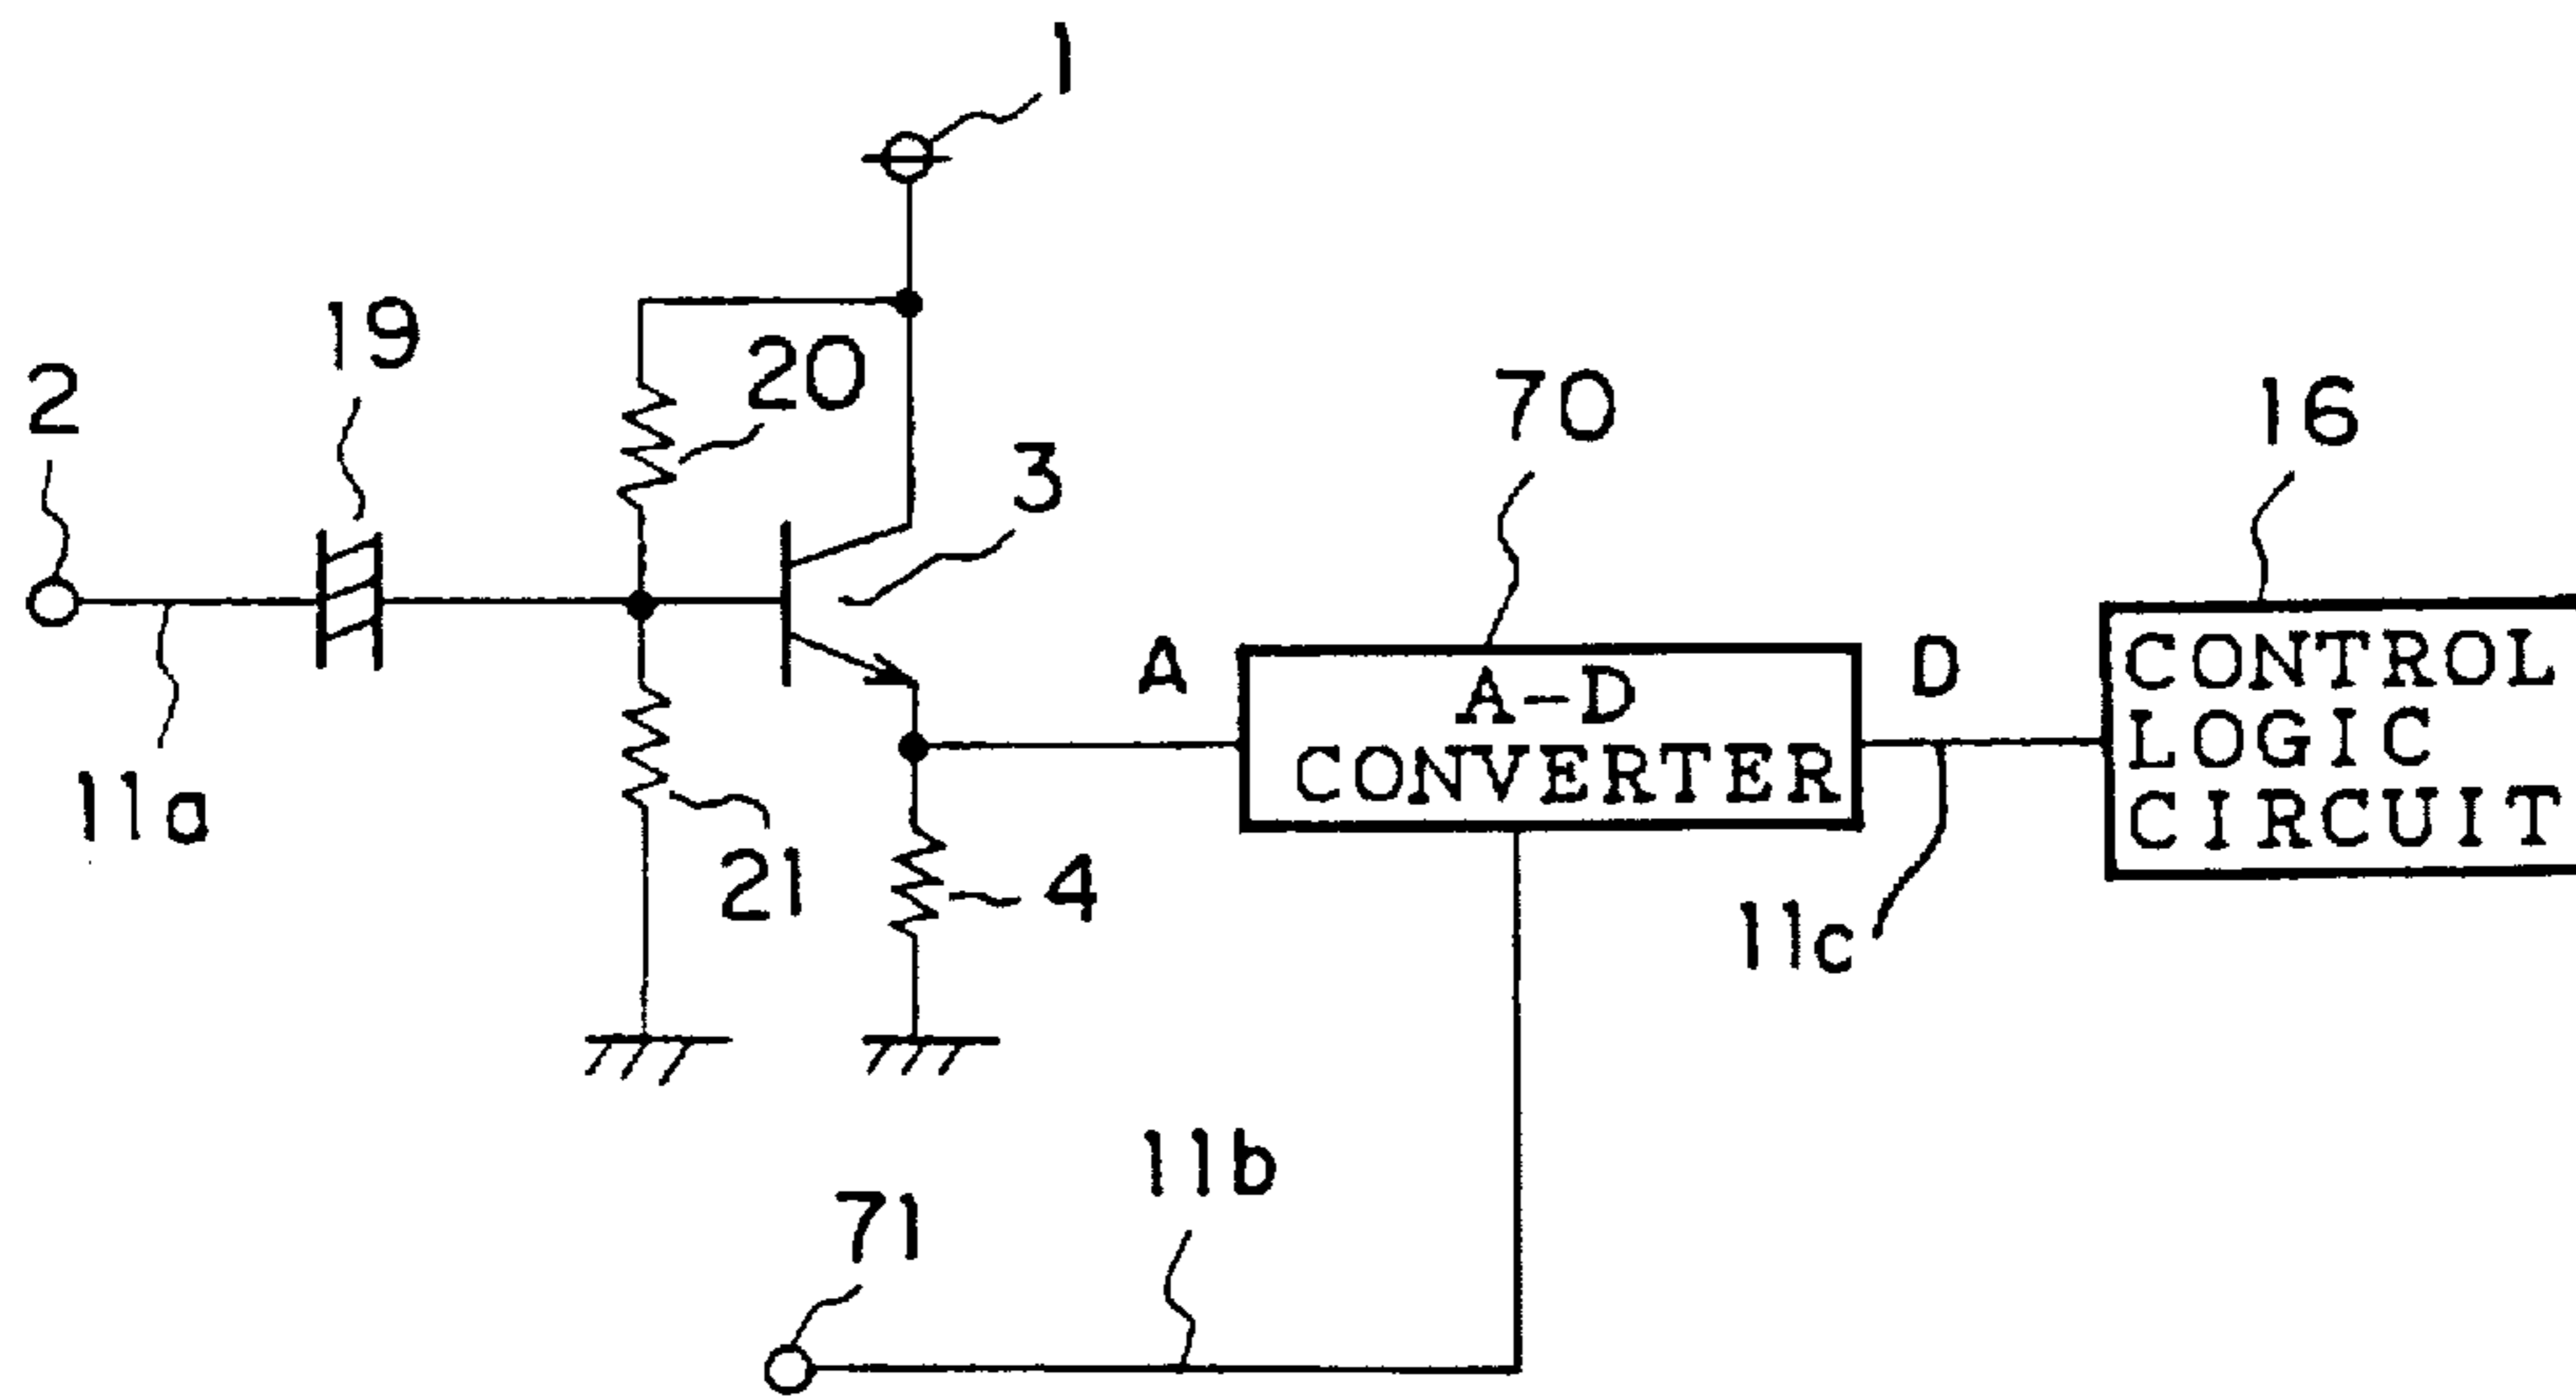 1
19
2
20
3
70
16
A
A-D
CONVERTER
D
CONTROL
LOGIC
CIRCUIT
11a
21
4
11c
11b
71